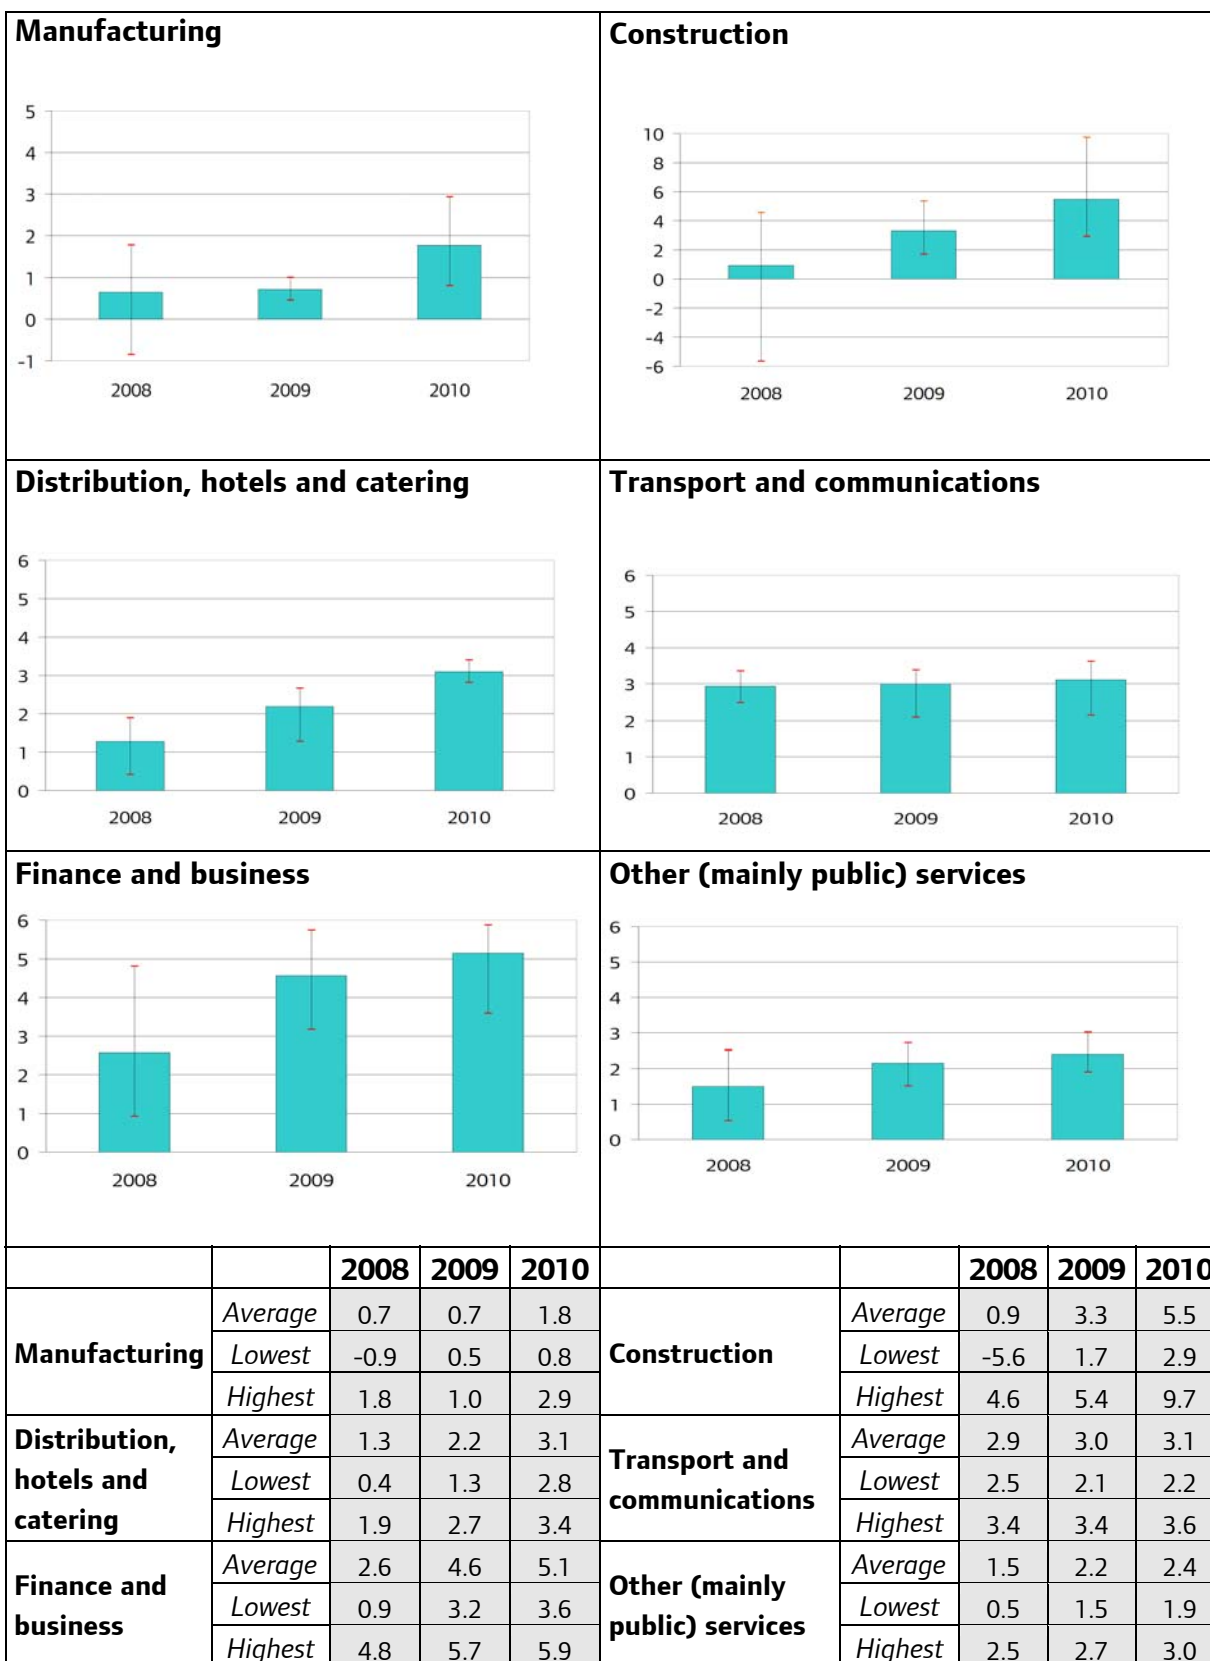 Manufacturing
5
4
3
2
1
0
-1
2008 2009 2010
Construction
10
8
6
4
2
0
-2
-4
-6
2008 2009 2010
Distribution, hotels and catering
6
5
4
3
2
1
0
2008 2009 2010
Transport and communications
6
5
4
3
2
1
0
2008 2009 2010
Finance and business
6
5
4
3
2
1
0
2008 2009 2010
Other (mainly public) services
6
5
4
3
2
1
0
2008 2009 2010
2008 2009 2010
Manufacturing
Average 0.7 0.7 1.8
Lowest -0.9 0.5 0.8
Highest 1.8 1.0 2.9
Distribution,
hotels and
catering
Average 1.3 2.2 3.1
Lowest 0.4 1.3 2.8
Highest 1.9 2.7 3.4
Finance and
business
Average 2.6 4.6 5.1
Lowest 0.9 3.2 3.6
Highest 4.8 5.7 5.9
2008 2009 2010
Construction
Average 0.9 3.3 5.5
Lowest -5.6 1.7 2.9
Highest 4.6 5.4 9.7
Transport and
communications
Average 2.9 3.0 3.1
Lowest 2.5 2.1 2.2
Highest 3.4 3.4 3.6
Other (mainly
public) services
Average 1.5 2.2 2.4
Lowest 0.5 1.5 1.9
Highest 2.5 2.7 3.0